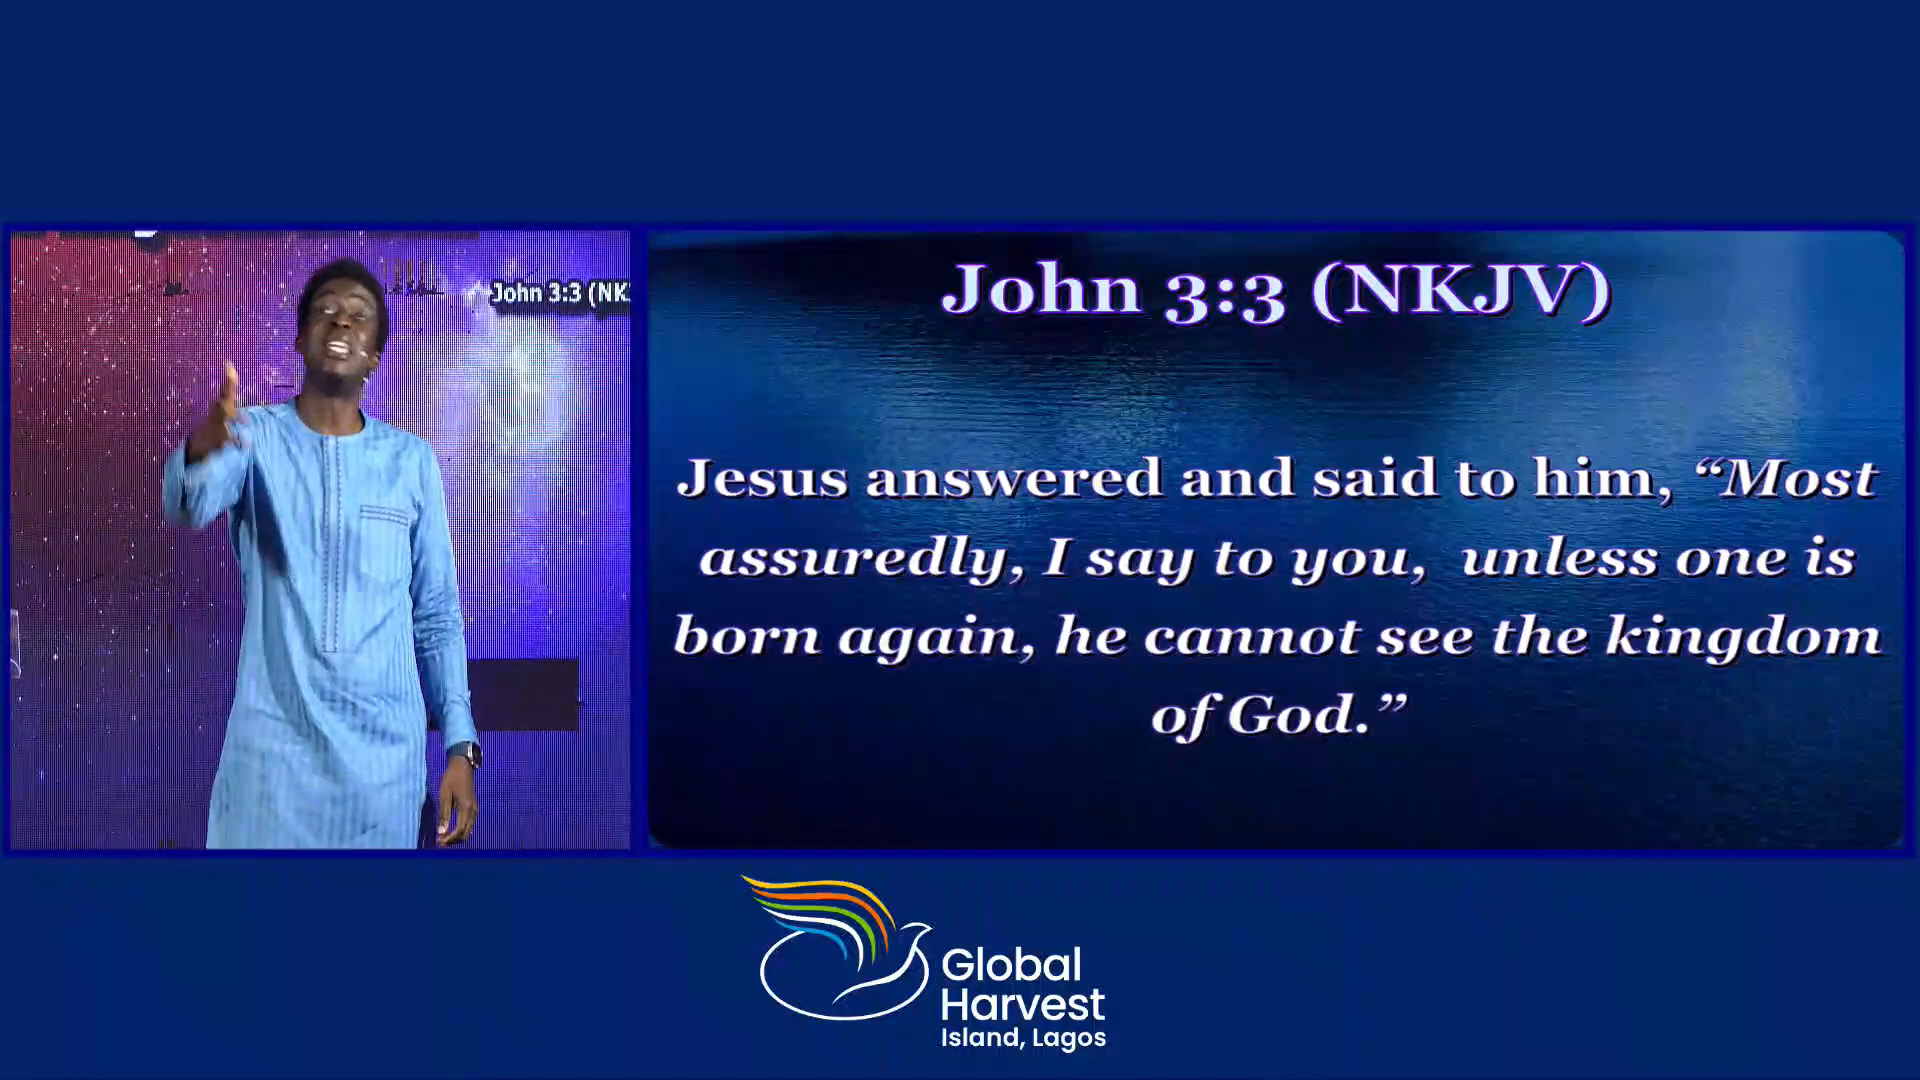 John 3:3 (NK
John 3:3 (NKJV)
Jesus answered and said to him, “Most
assuredly, I say to you,  unless one is
born again, he cannot see the kingdom
of God.”
Global
Harvest
Island, Lagos